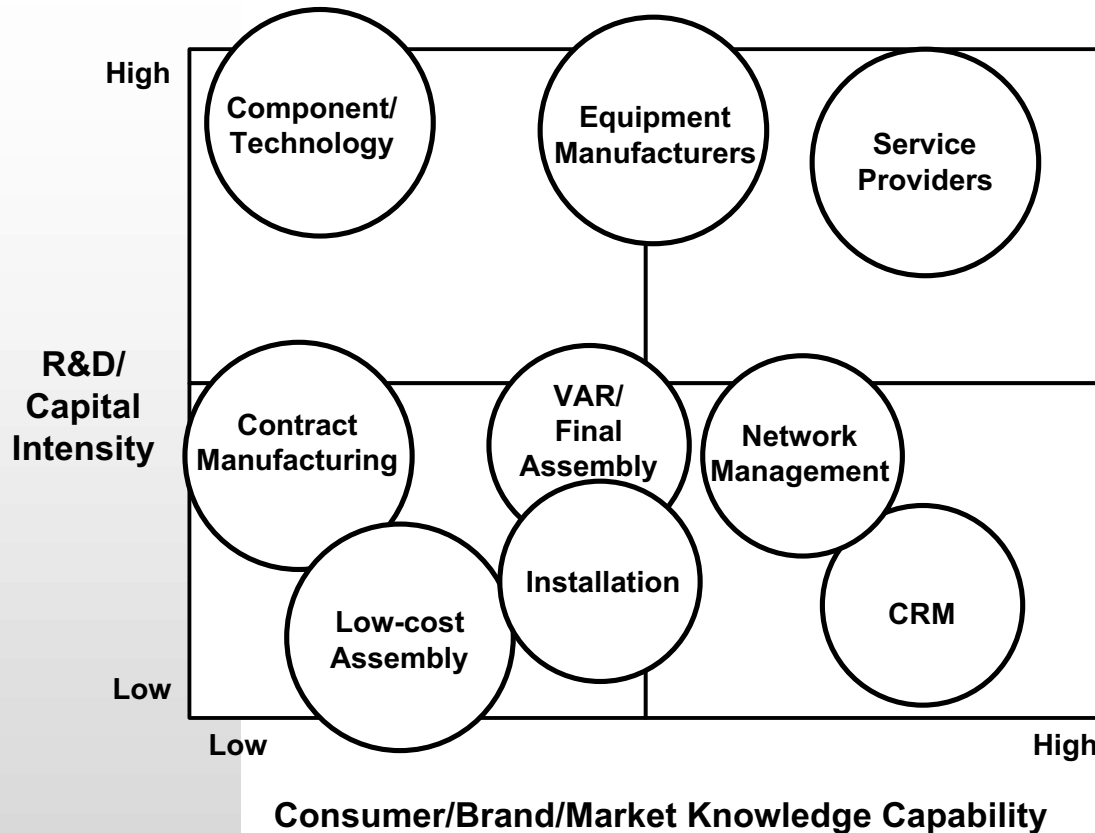 High
Component/
Technology
Equipment
Manufacturers
Service
Providers
R&D/
Capital
Intensity
Contract
Manufacturing
VAR/
Final
Assembly
Network
Management
Low-cost
Assembly
Installation
CRM
Low
Low
High
Consumer/Brand/Market Knowledge Capability